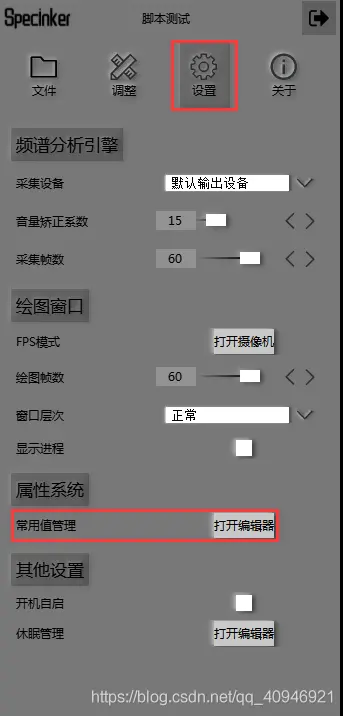 Specinker 脚本测试
文件 调整 设置 关于
频谱分析引擎
采集设备 默认输出设备
音量矫正系数 15
采集帧数 60
绘图窗口
FPS模式 打开摄像机
绘图帧数 60
窗口层次 正常
显示进程
属性系统
常用值管理 打开编辑器
其他设置
开机自启
休眠管理 打开编辑器
https://blog.csdn.net/qq_40946921